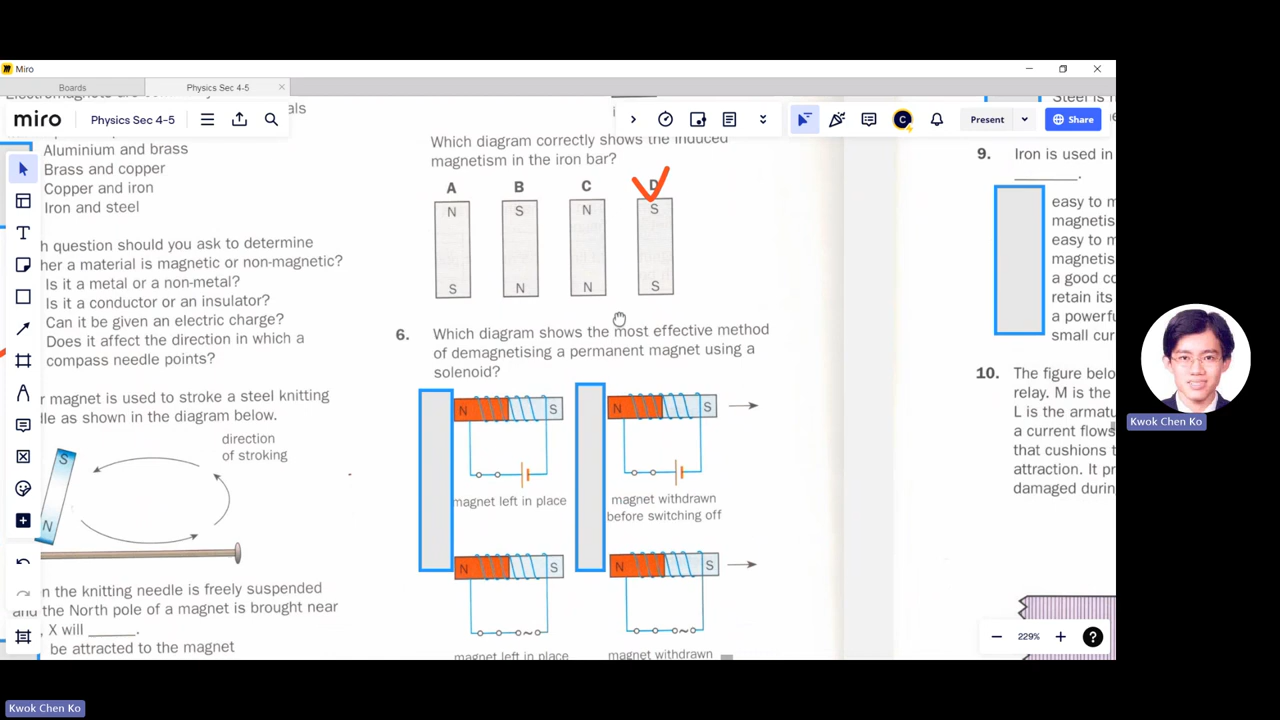 Miro
Boards
Physics Sec 4-5
miro
Physics Sec 4-5
Present
Share
als
Aluminium and brass
Brass and copper
Copper and iron
Iron and steel
h question should you ask to determine
her a material is magnetic or non-magnetic?
Is it a metal or a non-metal?
Is it a conductor or an insulator?
Can it be given an electric charge?
Does it affect the direction in which a
compass needle points?
r magnet is used to stroke a steel knitting
dle as shown in the diagram below.
direction
of stroking
S
N
n the knitting needle is freely suspended
and the North pole of a magnet is brought near
, X will ______.
be attracted to the magnet
Which diagram correctly shows the induced
magnetism in the iron bar?
A B C D
N S N S
S N N S
6. Which diagram shows the most effective method
of demagnetising a permanent magnet using a
solenoid?
N S N S
magnet left in place
magnet withdrawn
before switching off
N S N S
magnet left in place
magnet withdrawn
Steel is
9. Iron is used in
______.
easy to m
magnetis
easy to m
magnetis
a good co
retain its
a powerfu
small cur
10. The figure belo
relay. M is the
L is the armatu
a current flows
that cushions t
attraction. It pr
damaged durin
229%
Kwok Chen Ko
Kwok Chen Ko